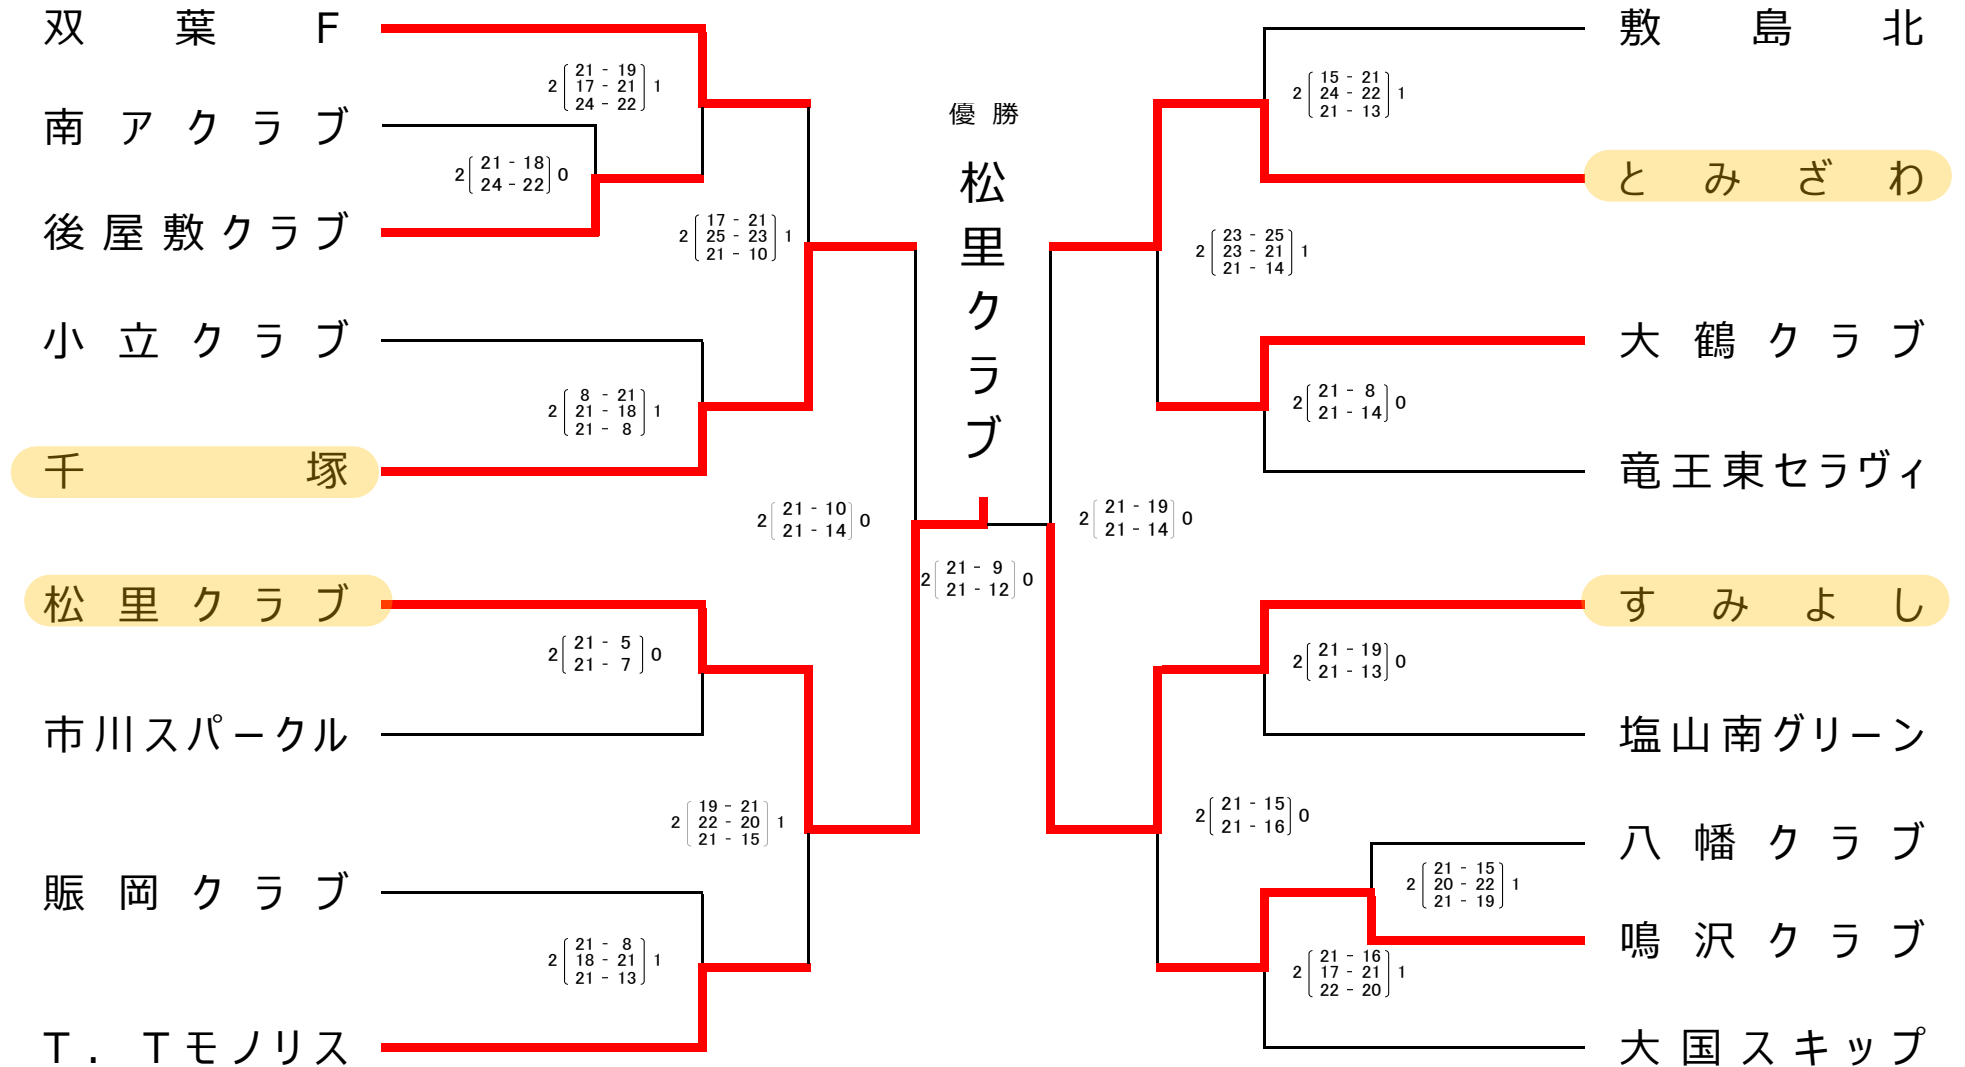 双葉F
2 21 - 19 1
17 - 21
24 - 22
南アクラブ
2 21 - 18 0
24 - 22
後屋敷クラブ
2 17 - 21 1
25 - 23
21 - 10
小立クラブ
2 8 - 21 1
21 - 18
21 - 8
千塚
2 21 - 10 0
21 - 14
松里クラブ
2 21 - 5 0
21 - 7
市川スパークル
2 19 - 21 1
22 - 20
21 - 15
賑岡クラブ
2 21 - 8 1
18 - 21
21 - 13
T.Tモノリス
優勝
松里クラブ
2 21 - 9 0
21 - 12
敷島北
2 15 - 21 1
24 - 22
21 - 13
とみざわ
2 23 - 25 1
23 - 21
21 - 14
大鶴クラブ
2 21 - 8 0
21 - 14
竜王東セラヴィ
2 21 - 19 0
21 - 14
すみよし
2 21 - 19 0
21 - 13
塩山南グリーン
2 21 - 15 0
21 - 16
八幡クラブ
2 21 - 15 1
20 - 22
21 - 19
鳴沢クラブ
2 21 - 16 1
17 - 21
22 - 20
大国スキップ